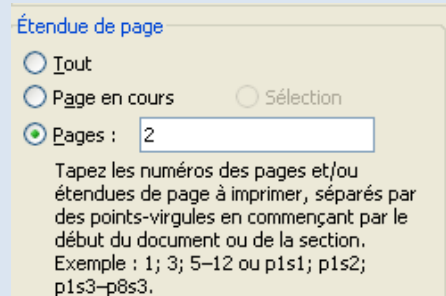 Étendue de page
Tout
Page en cours Sélection
Pages : 2
Tapez les numéros des pages et/ou
étendues de page à imprimer, séparés par
des points-virgules en commençant par le
début du document ou de la section.
Exemple : 1; 3; 5–12 ou p1s1; p1s2;
p1s3–p8s3.